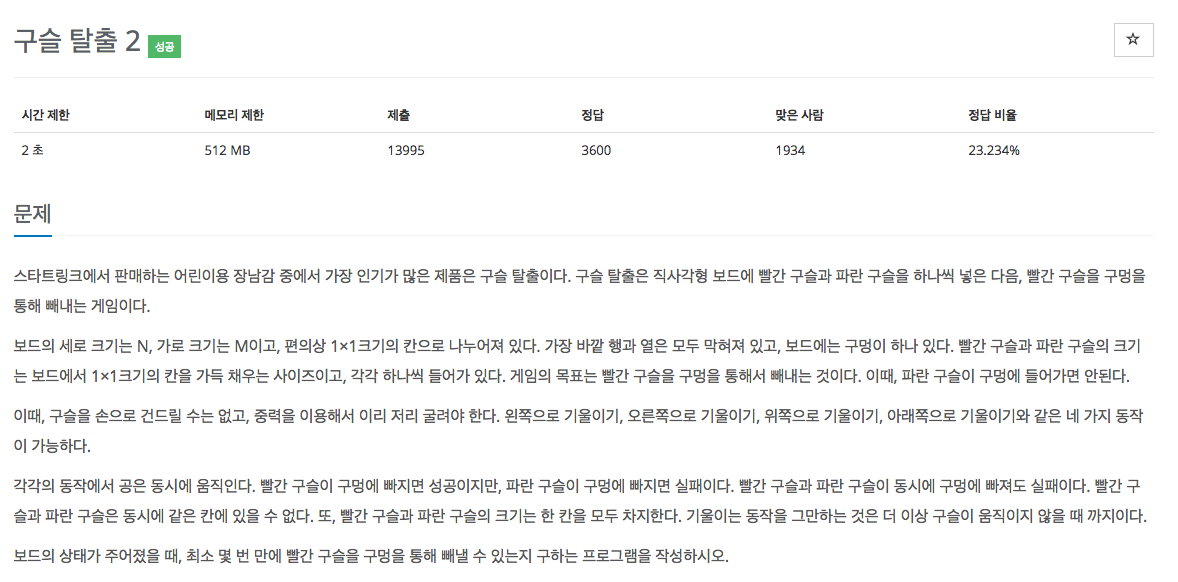 구슬 탈출 2 성공
시간 제한 메모리 제한 제출 정답 맞은 사람 정답 비율
2 초 512 MB 13995 3600 1934 23.234%
문제
스타트링크에서 판매하는 어린이용 장남감 중에서 가장 인기가 많은 제품은 구슬 탈출이다. 구슬 탈출은 직사각형 보드에 빨간 구슬과 파란 구슬을 하나씩 넣은 다음, 빨간 구슬을 구멍을
통해 빼내는 게임이다.
보드의 세로 크기는 N, 가로 크기는 M이고, 편의상 1×1크기의 칸으로 나누어져 있다. 가장 바깥 행과 열은 모두 막혀져 있고, 보드에는 구멍이 하나 있다. 빨간 구슬과 파란 구슬의 크기
는 보드에서 1×1크기의 칸을 가득 채우는 사이즈이고, 각각 하나씩 들어가 있다. 게임의 목표는 빨간 구슬을 구멍을 통해서 빼내는 것이다. 이때, 파란 구슬이 구멍에 들어가면 안된다.
이때, 구슬을 손으로 건드릴 수는 없고, 중력을 이용해서 이리 저리 굴려야 한다. 왼쪽으로 기울이기, 오른쪽으로 기울이기, 위쪽으로 기울이기, 아래쪽으로 기울이기와 같은 네 가지 동작
이 가능하다.
각각의 동작에서 공은 동시에 움직인다. 빨간 구슬이 구멍에 빠지면 성공이지만, 파란 구슬이 구멍에 빠지면 실패이다. 빨간 구슬과 파란 구슬이 동시에 구멍에 빠져도 실패이다. 빨간 구
슬과 파란 구슬은 동시에 같은 칸에 있을 수 없다. 또, 빨간 구슬과 파란 구슬의 크기는 한 칸을 모두 차지한다. 기울이는 동작을 그만하는 것은 더 이상 구슬이 움직이지 않을 때 까지이다.
보드의 상태가 주어졌을 때, 최소 몇 번 만에 빨간 구슬을 구멍을 통해 빼낼 수 있는지 구하는 프로그램을 작성하시오.